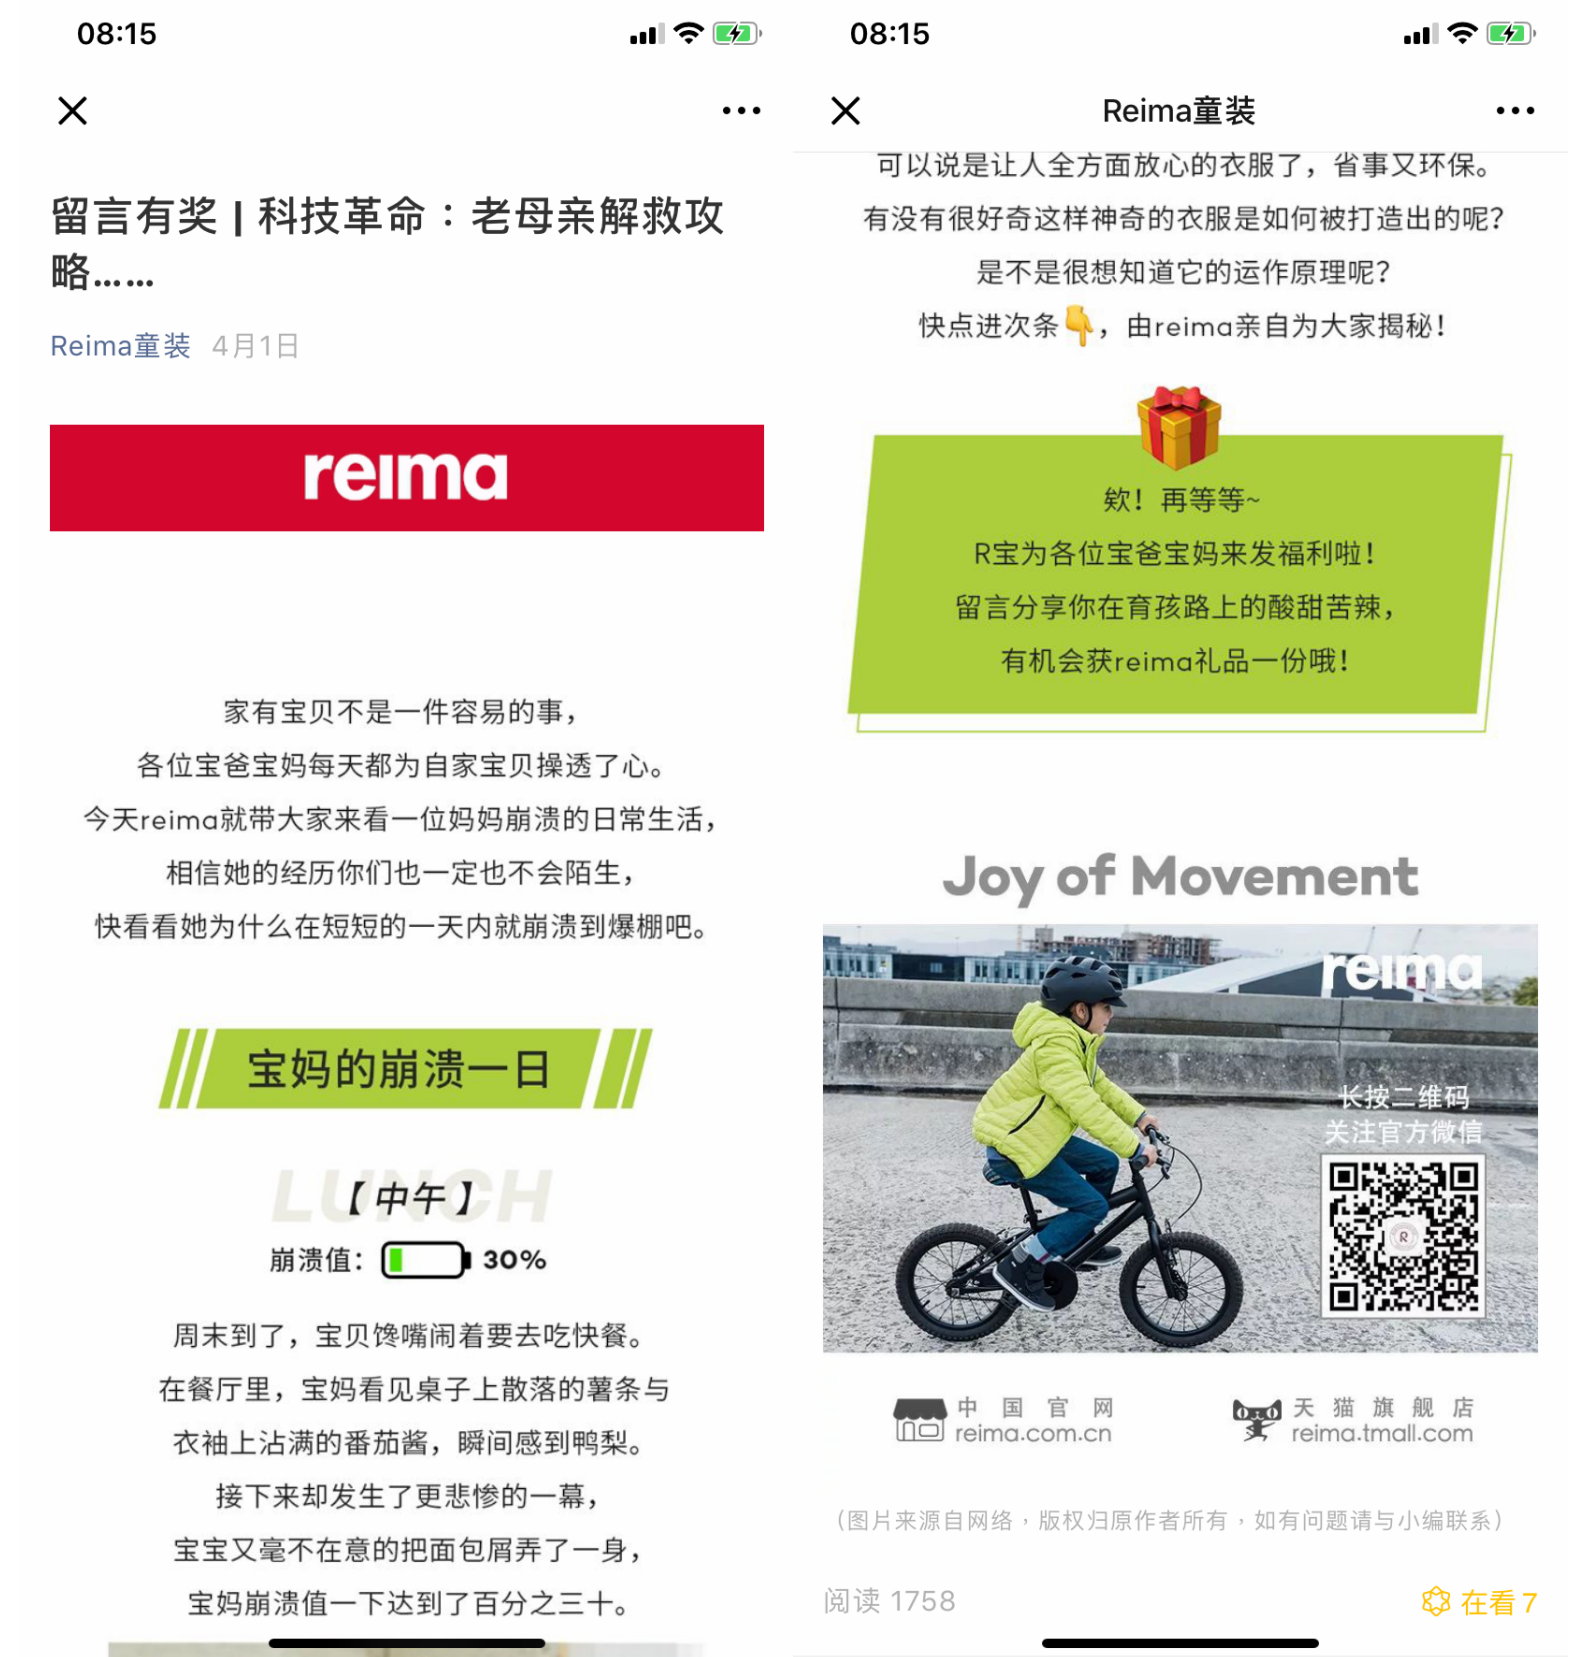 08:15
留言有奖 | 科技革命：老母亲解救攻
略......
Reima童装 4月1日
reima
家有宝贝不是一件容易的事，
各位宝爸宝妈每天都为自家宝贝操透了心。
今天reima就带大家来看一位妈妈崩溃的日常生活，
相信她的经历你们也一定也不会陌生，
快看看她为什么在短短的一天内就崩溃到爆棚吧。
宝妈的崩溃一日
LUNCH
【中午】
崩溃值： 30%
周末到了，宝贝馋嘴闹着要去吃快餐。
在餐厅里，宝妈看见桌子上散落的薯条与
衣袖上沾满的番茄酱，瞬间感到鸭梨。
接下来却发生了更悲惨的一幕，
宝宝又毫不在意的把面包屑弄了一身，
宝妈崩溃值一下达到了百分之三十。
08:15
Reima童装
可以说是让人全方面放心的衣服了，省事又环保。
有没有很好奇这样神奇的衣服是如何被打造出的呢？
是不是很想知道它的运作原理呢？
快点进次条👇，由reima亲自为大家揭秘！
欸！再等等~
R宝为各位宝爸宝妈来发福利啦！
留言分享你在育孩路上的酸甜苦辣，
有机会获reima礼品一份哦！
Joy of Movement
reima
长按二维码
关注官方微信
R
中国官网
reima.com.cn
天猫旗舰店
reima.tmall.com
（图片来源自网络，版权归原作者所有，如有问题请与小编联系）
阅读 1758
在看 7